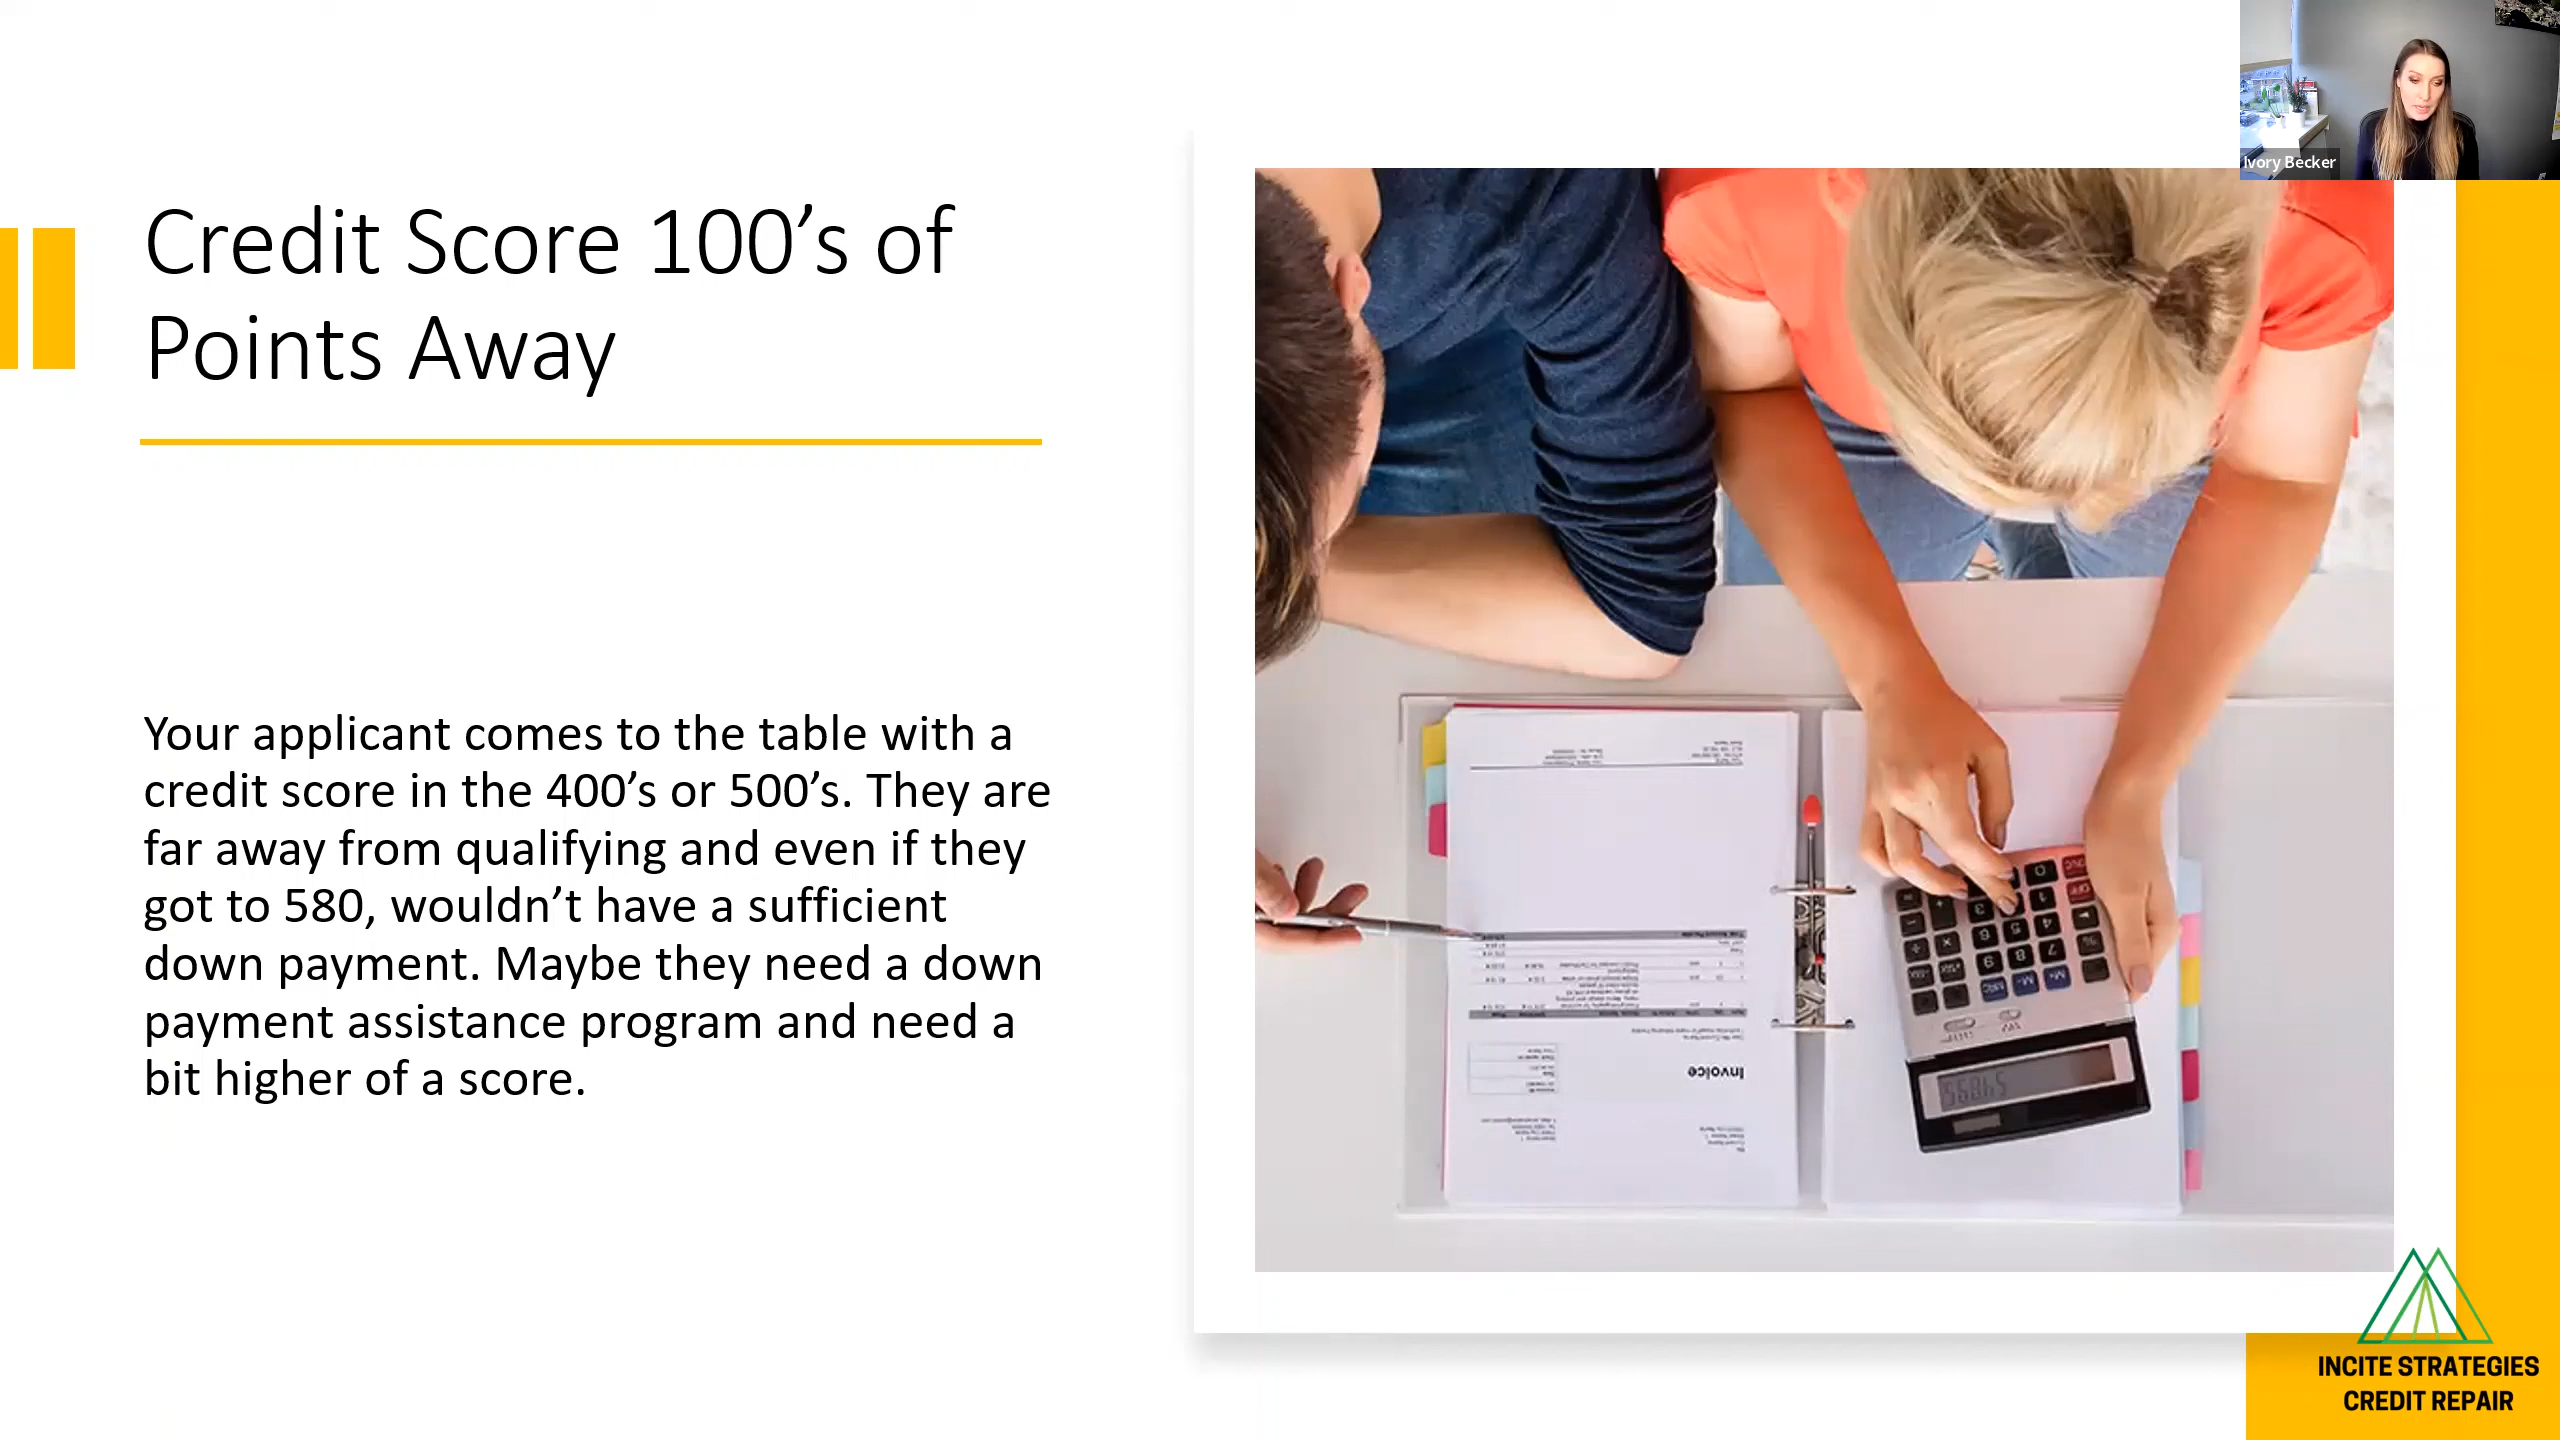 Ivory Becker
Credit Score 100’s of
Points Away
Your applicant comes to the table with a
credit score in the 400’s or 500’s. They are
far away from qualifying and even if they
got to 580, wouldn’t have a sufficient
down payment. Maybe they need a down
payment assistance program and need a
bit higher of a score.
Invoice
INCITE STRATEGIES
CREDIT REPAIR